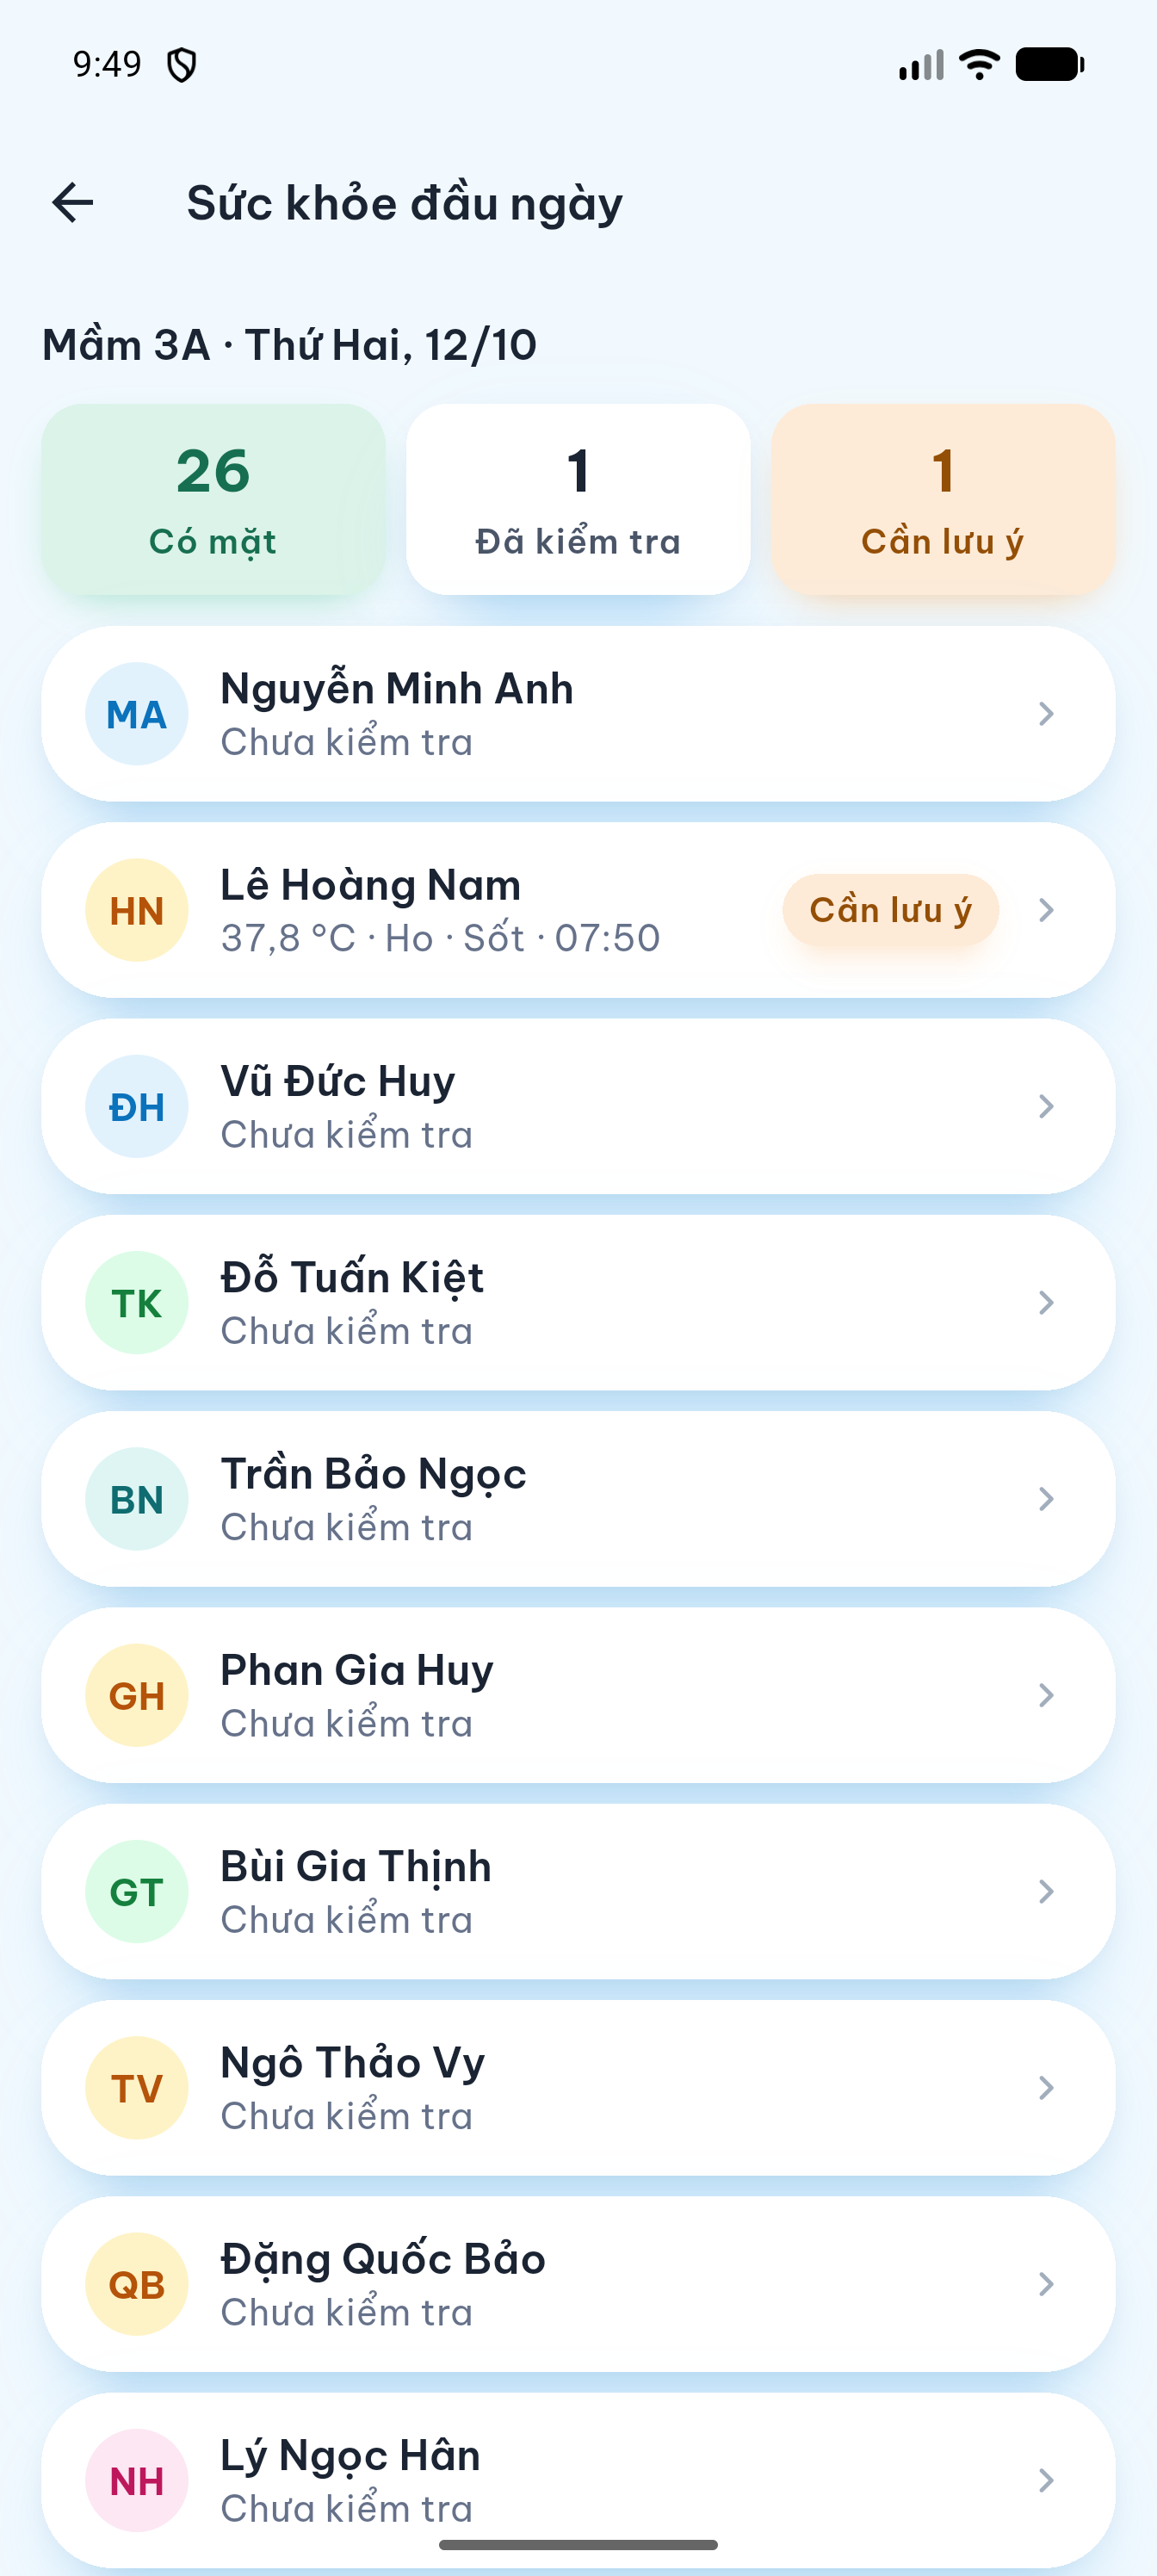 9:49
Sức khỏe đầu ngày
Mầm 3A · Thứ Hai, 12/10
26
Có mặt
1
Đã kiểm tra
1
Cần lưu ý
MA
Nguyễn Minh Anh
Chưa kiểm tra
HN
Lê Hoàng Nam
37,8 °C · Ho · Sốt · 07:50
Cần lưu ý
ĐH
Vũ Đức Huy
Chưa kiểm tra
TK
Đỗ Tuấn Kiệt
Chưa kiểm tra
BN
Trần Bảo Ngọc
Chưa kiểm tra
GH
Phan Gia Huy
Chưa kiểm tra
GT
Bùi Gia Thịnh
Chưa kiểm tra
TV
Ngô Thảo Vy
Chưa kiểm tra
QB
Đặng Quốc Bảo
Chưa kiểm tra
NH
Lý Ngọc Hân
Chưa kiểm tra